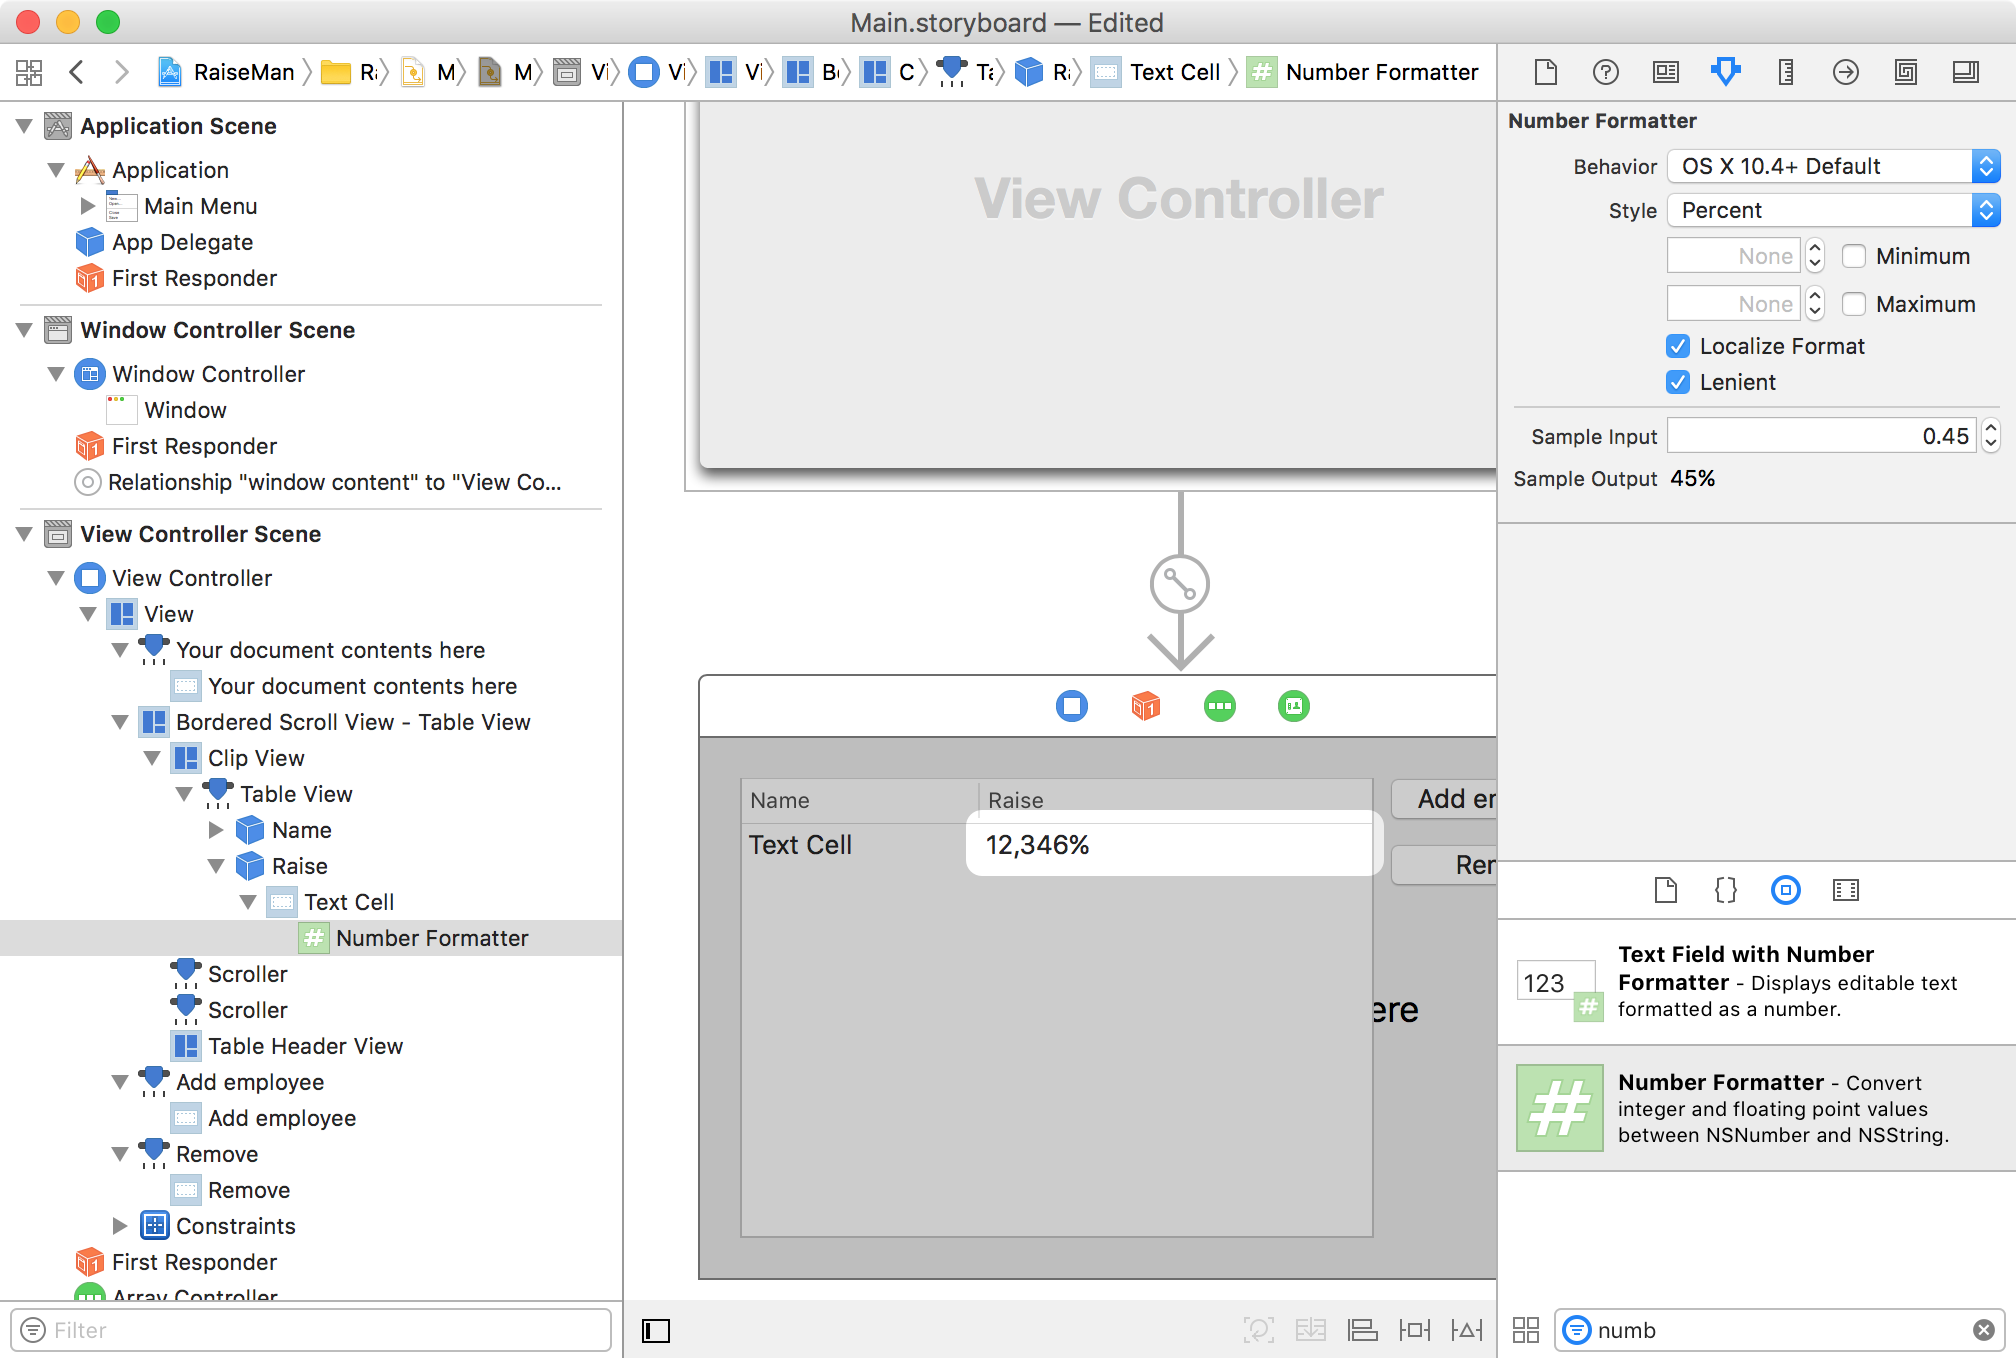 Main.storyboard — Edited
RaiseMan
Text Cell
Number Formatter
Application Scene
Application
Main Menu
App Delegate
First Responder
Window Controller Scene
Window Controller
Window
First Responder
Relationship "window content" to "View Co...
View Controller Scene
View Controller
View
Your document contents here
Your document contents here
Bordered Scroll View - Table View
Clip View
Table View
Name
Raise
Text Cell
Number Formatter
Scroller
Scroller
Table Header View
Add employee
Add employee
Remove
Remove
Constraints
First Responder
Array Controller
Filter
View Controller
Name Raise
Text Cell 12,346%
Add em
Rem
ere
Number Formatter
Behavior OS X 10.4+ Default
Style Percent
None Minimum
None Maximum
Localize Format
Lenient
Sample Input 0.45
Sample Output 45%
123
Text Field with Number
Formatter - Displays editable text
formatted as a number.
Number Formatter - Convert
integer and floating point values
between NSNumber and NSString.
numb